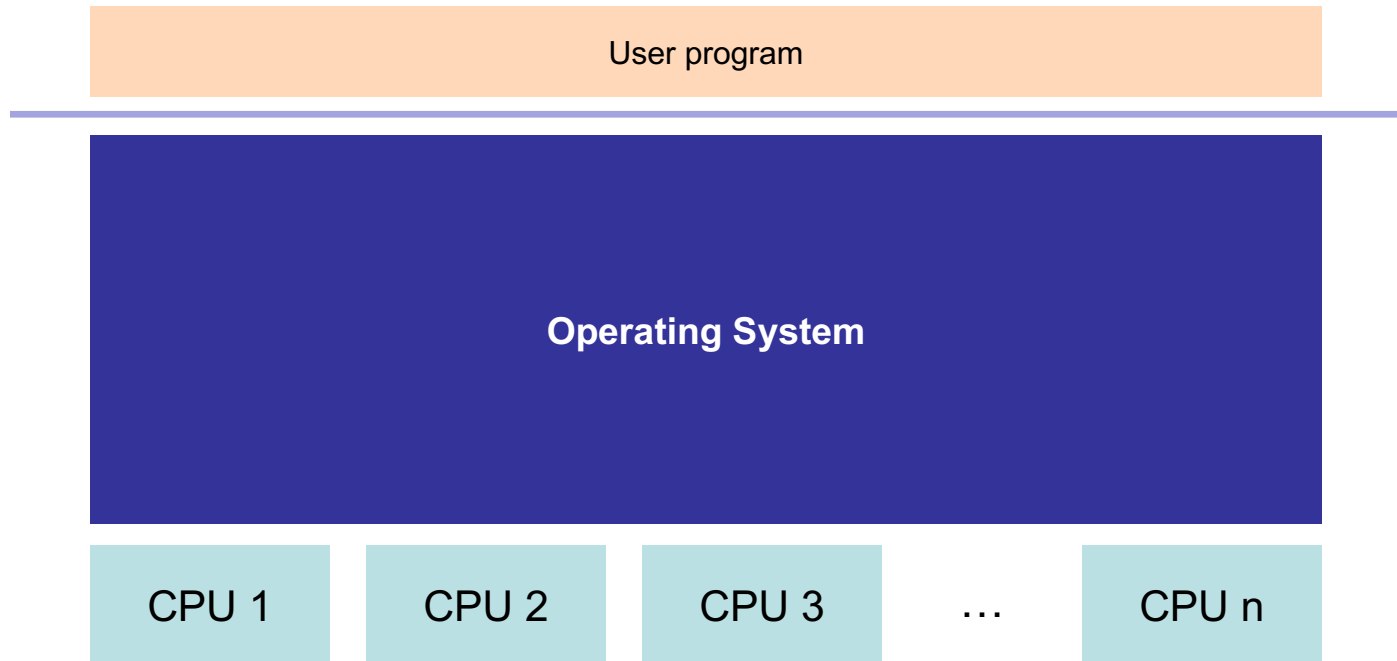 User program
Operating System
CPU 1 CPU 2 CPU 3 … CPU n